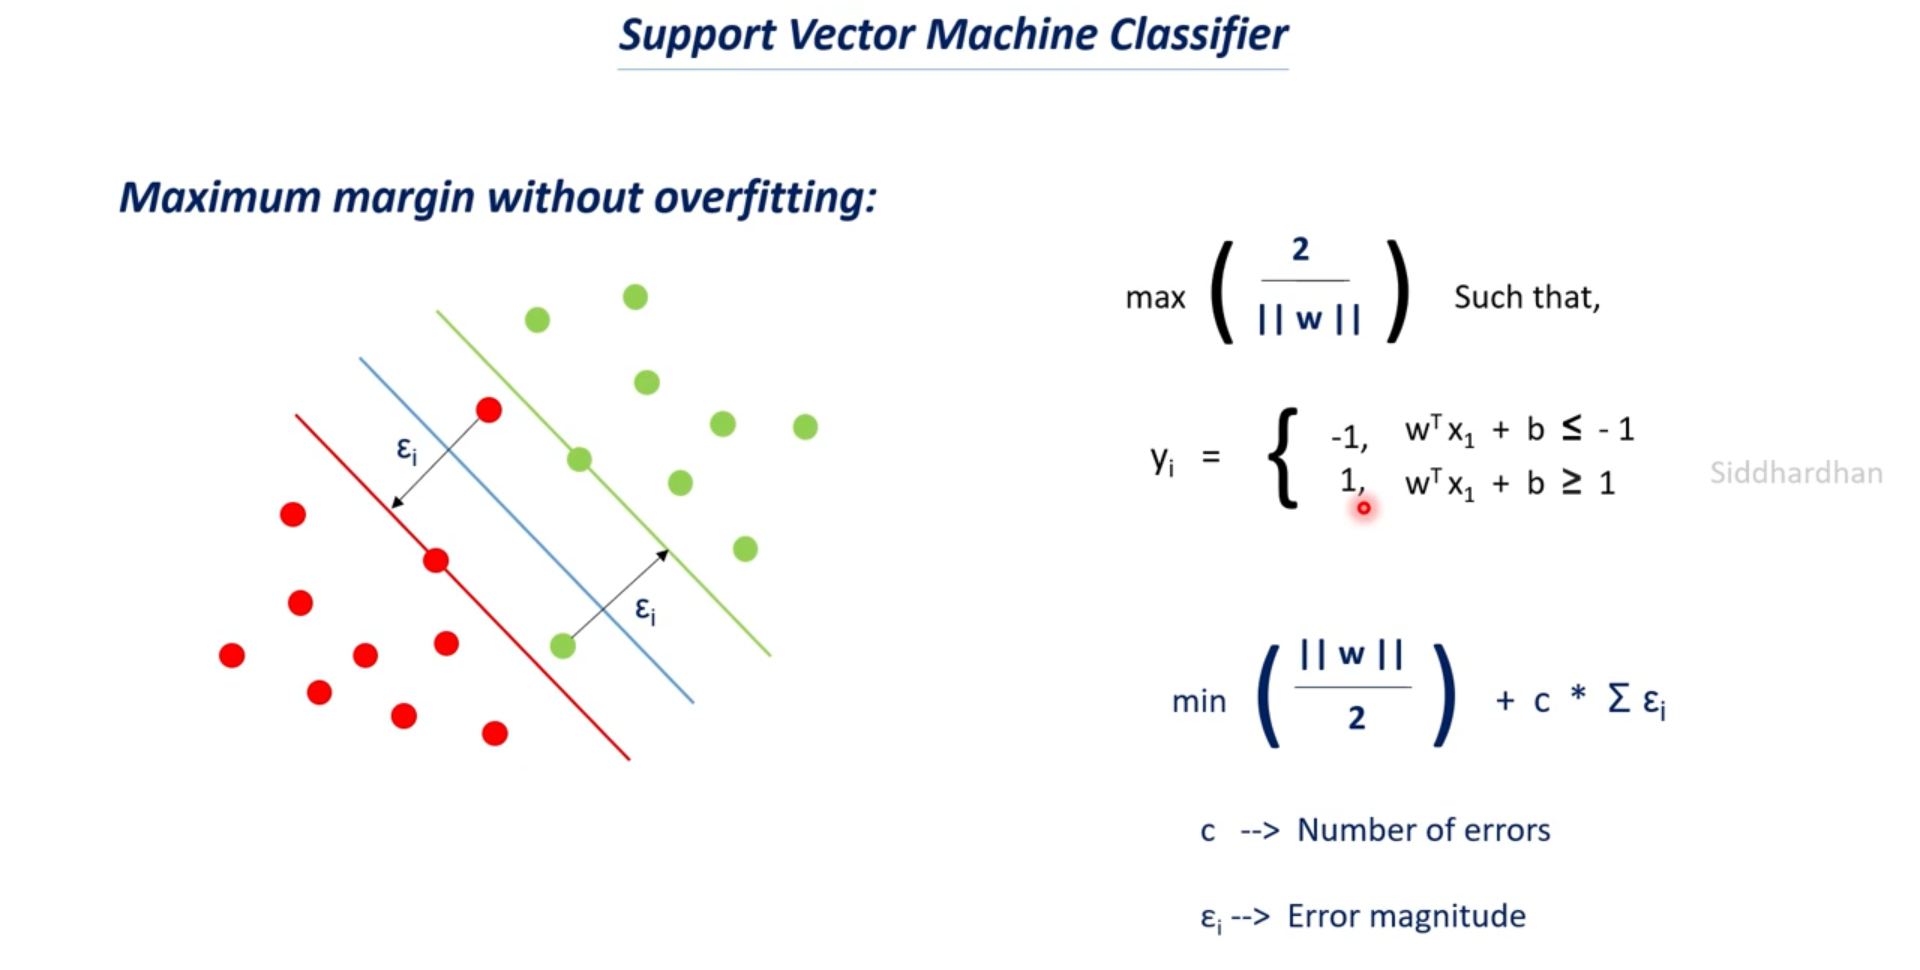 Support Vector Machine Classifier
Maximum margin without overfitting:
max ( 2 / || w || ) Such that,
yᵢ = { -1, wᵀx₁ + b ≤ - 1
1, wᵀx₁ + b ≥ 1
Siddhardhan
εᵢ
εᵢ
min ( || w || / 2 ) + c * Σ εᵢ
c --> Number of errors
εᵢ --> Error magnitude